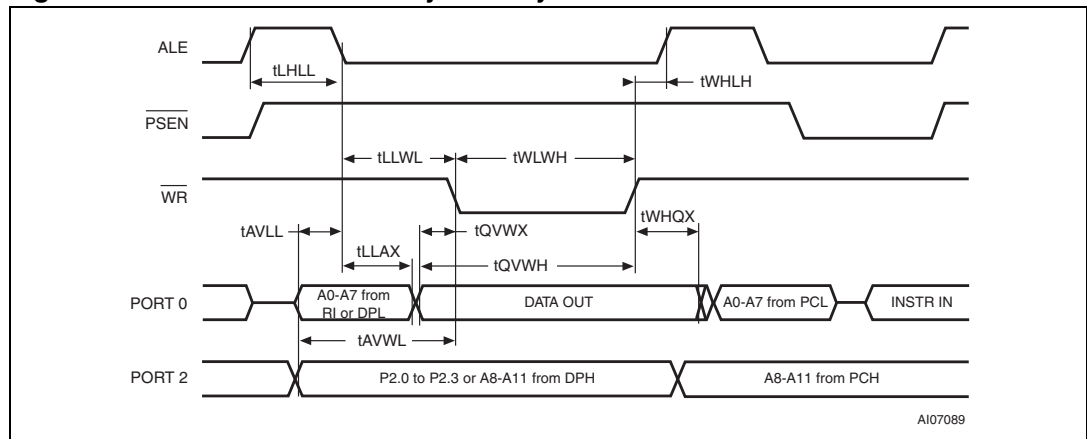 ALE
tLHLL
tWHLH
PSEN
tLLWL
tWLWH
WR
tAVLL
tLLAX
tQVWX
tWHQX
tQVWH
PORT 0
A0-A7 from
RI or DPL
DATA OUT
A0-A7 from PCL
INSTR IN
tAVWL
PORT 2
P2.0 to P2.3 or A8-A11 from DPH
A8-A11 from PCH
AI07089